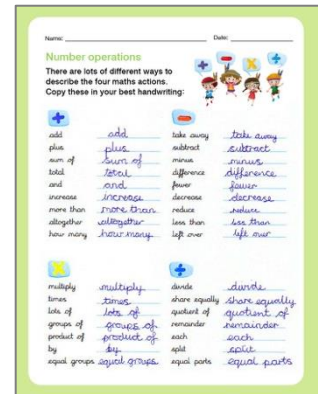 Name: Date:
Number operations
There are lots of different ways to
describe the four maths actions.
Copy these in your best handwriting:
+
add add
plus plus
sum of sum of
total total
and and
increase increase
more than more than
altogether altogether
how many how many
−
take away take away
subtract subtract
minus minus
difference difference
fewer fewer
decrease decrease
reduce reduce
less than less than
left over left over
x
multiply multiply
times times
lots of lots of
groups of groups of
product of product of
by by
equal groups equal groups
÷
divide divide
share equally share equally
quotient of quotient of
remainder remainder
each each
split split
equal parts equal parts